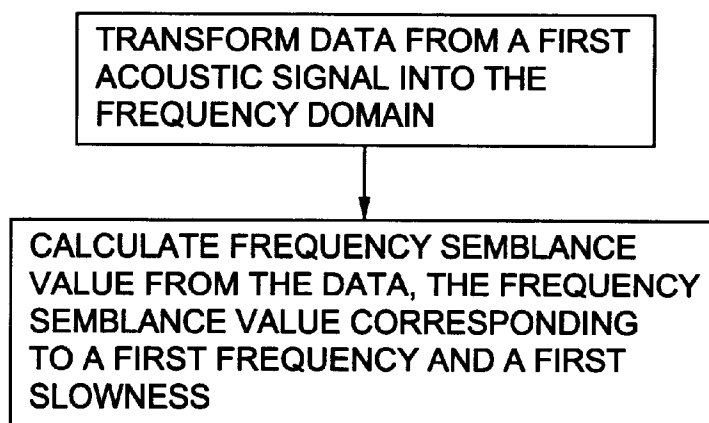 TRANSFORM DATA FROM A FIRST
ACOUSTIC SIGNAL INTO THE
FREQUENCY DOMAIN
CALCULATE FREQUENCY SEMBLANCE
VALUE FROM THE DATA, THE FREQUENCY
SEMBLANCE VALUE CORRESPONDING
TO A FIRST FREQUENCY AND A FIRST
SLOWNESS